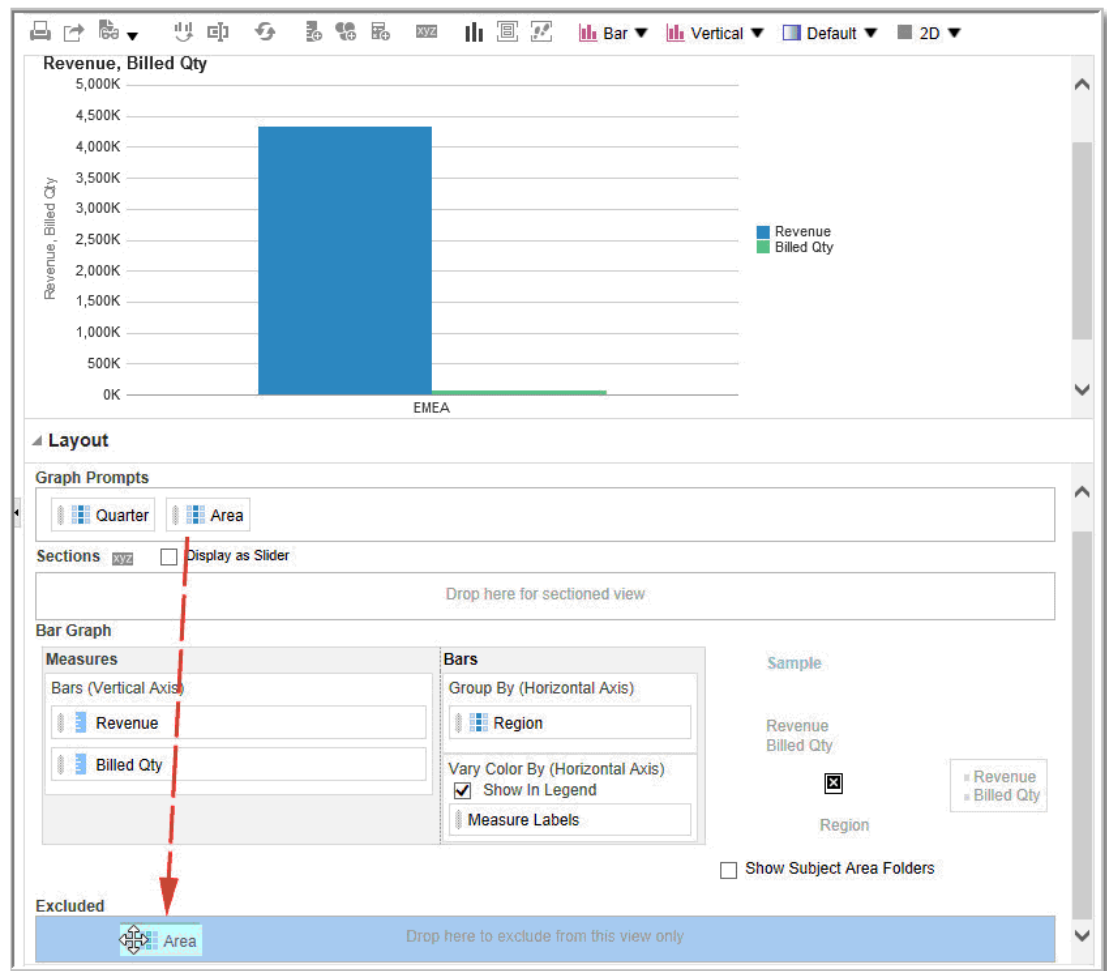 xyz Bar Vertical Default 2D
Revenue, Billed Qty
5,000K
4,500K
4,000K
3,500K
3,000K
2,500K
2,000K
1,500K
1,000K
500K
0K
Revenue, Billed Qty
EMEA
Revenue
Billed Qty
Layout
Graph Prompts
Quarter Area
Sections xyz Display as Slider
Drop here for sectioned view
Bar Graph
Measures
Bars (Vertical Axis)
Revenue
Billed Qty
Bars
Group By (Horizontal Axis)
Region
Vary Color By (Horizontal Axis)
Show In Legend
Measure Labels
Sample
Revenue
Billed Qty
Revenue
Billed Qty
Region
Show Subject Area Folders
Excluded
Area Drop here to exclude from this view only